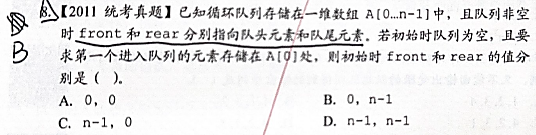 B
8.【2011 统考真题】已知循环队列存储在一维数组 A[0...n-1]中，且队列非空
时 front 和 rear 分别指向队头元素和队尾元素。若初始时队列为空，且要
求第一个进入队列的元素存储在 A[0]处，则初始时 front 和 rear 的值分
别是（ ）。
A. 0, 0 B. 0, n-1
C. n-1, 0 D. n-1, n-1